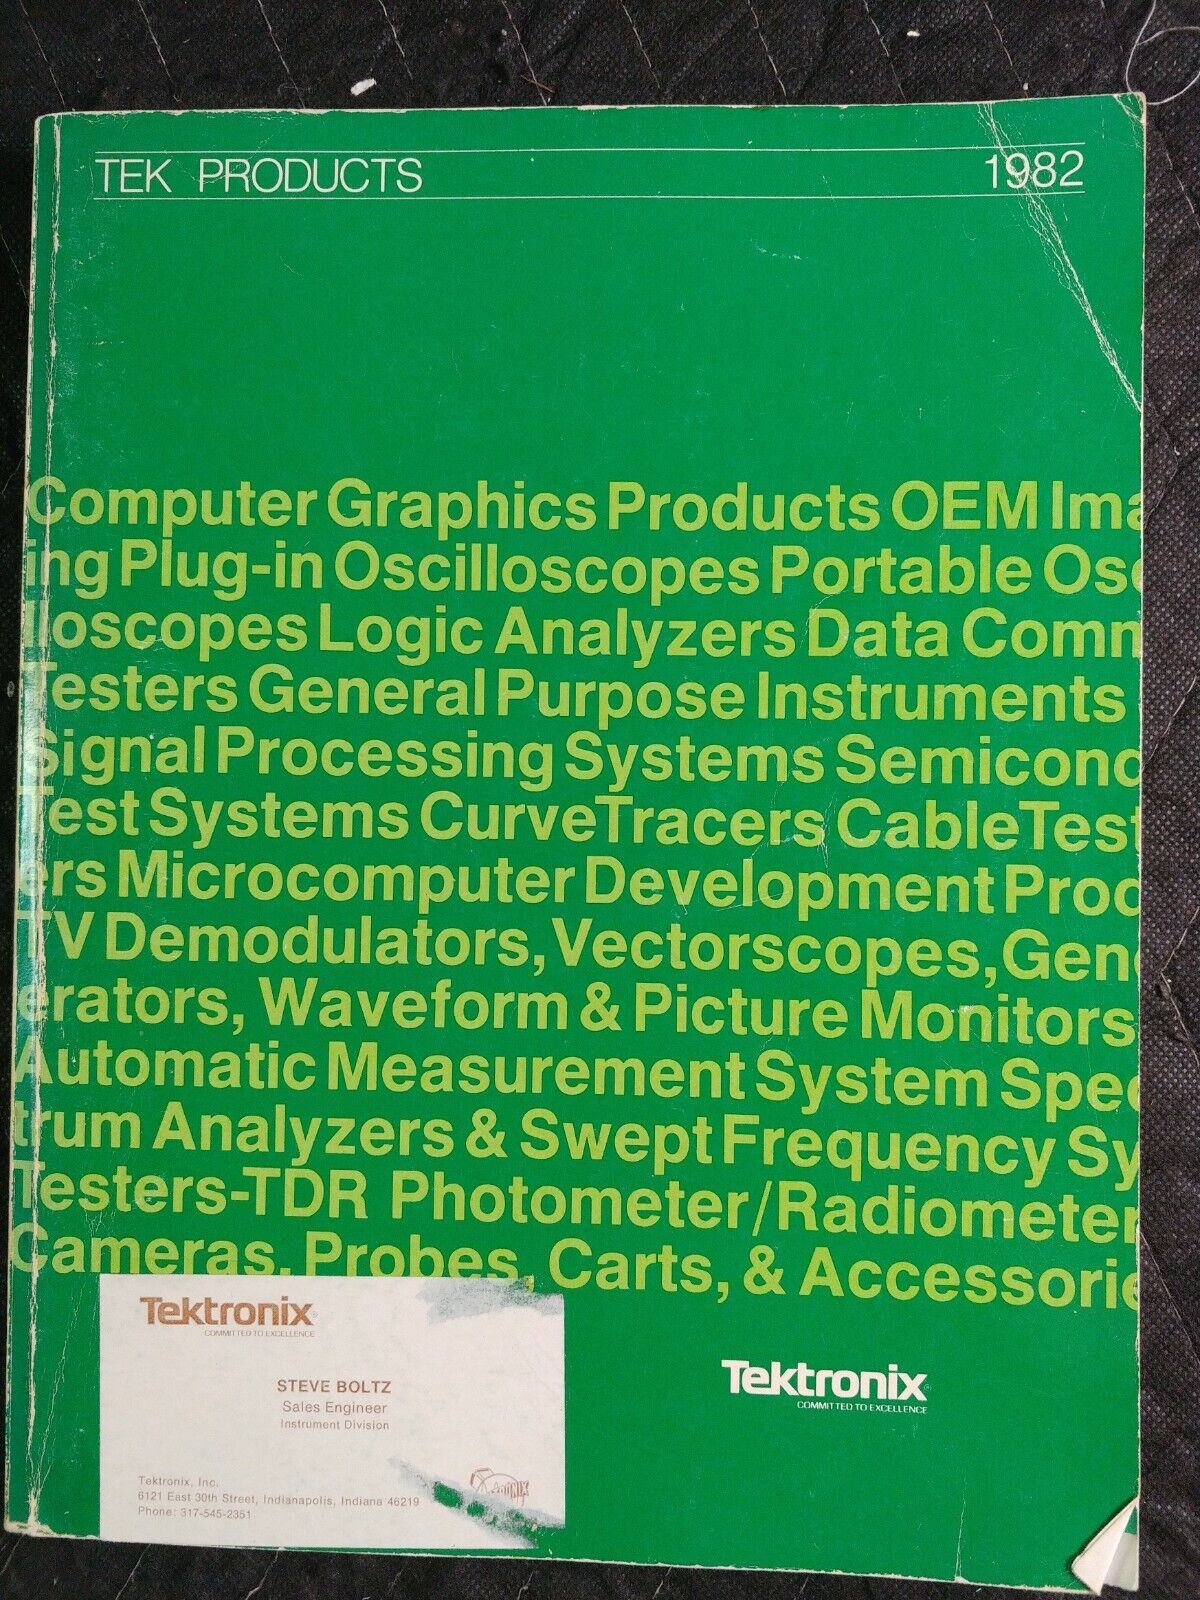 TEK PRODUCTS 1982
Computer Graphics Products OEM Ima
ing Plug-in Oscilloscopes Portable Osc
lloscopes Logic Analyzers Data Comm
Testers General Purpose Instruments
Signal Processing Systems Semicond
Test Systems Curve Tracers Cable Test
ers Microcomputer Development Prod
TV Demodulators, Vectorscopes, Gen
erators, Waveform & Picture Monitors
Automatic Measurement System Spec
trum Analyzers & Swept Frequency Sy
Testers-TDR Photometer/Radiometer
Cameras, Probes, Carts, & Accessorie
Tektronix®
COMMITTED TO EXCELLENCE
STEVE BOLTZ
Sales Engineer
Instrument Division
Tektronix, Inc.
6121 East 30th Street, Indianapolis, Indiana 46219
Phone: 317-545-2351
Tektronix®
COMMITTED TO EXCELLENCE